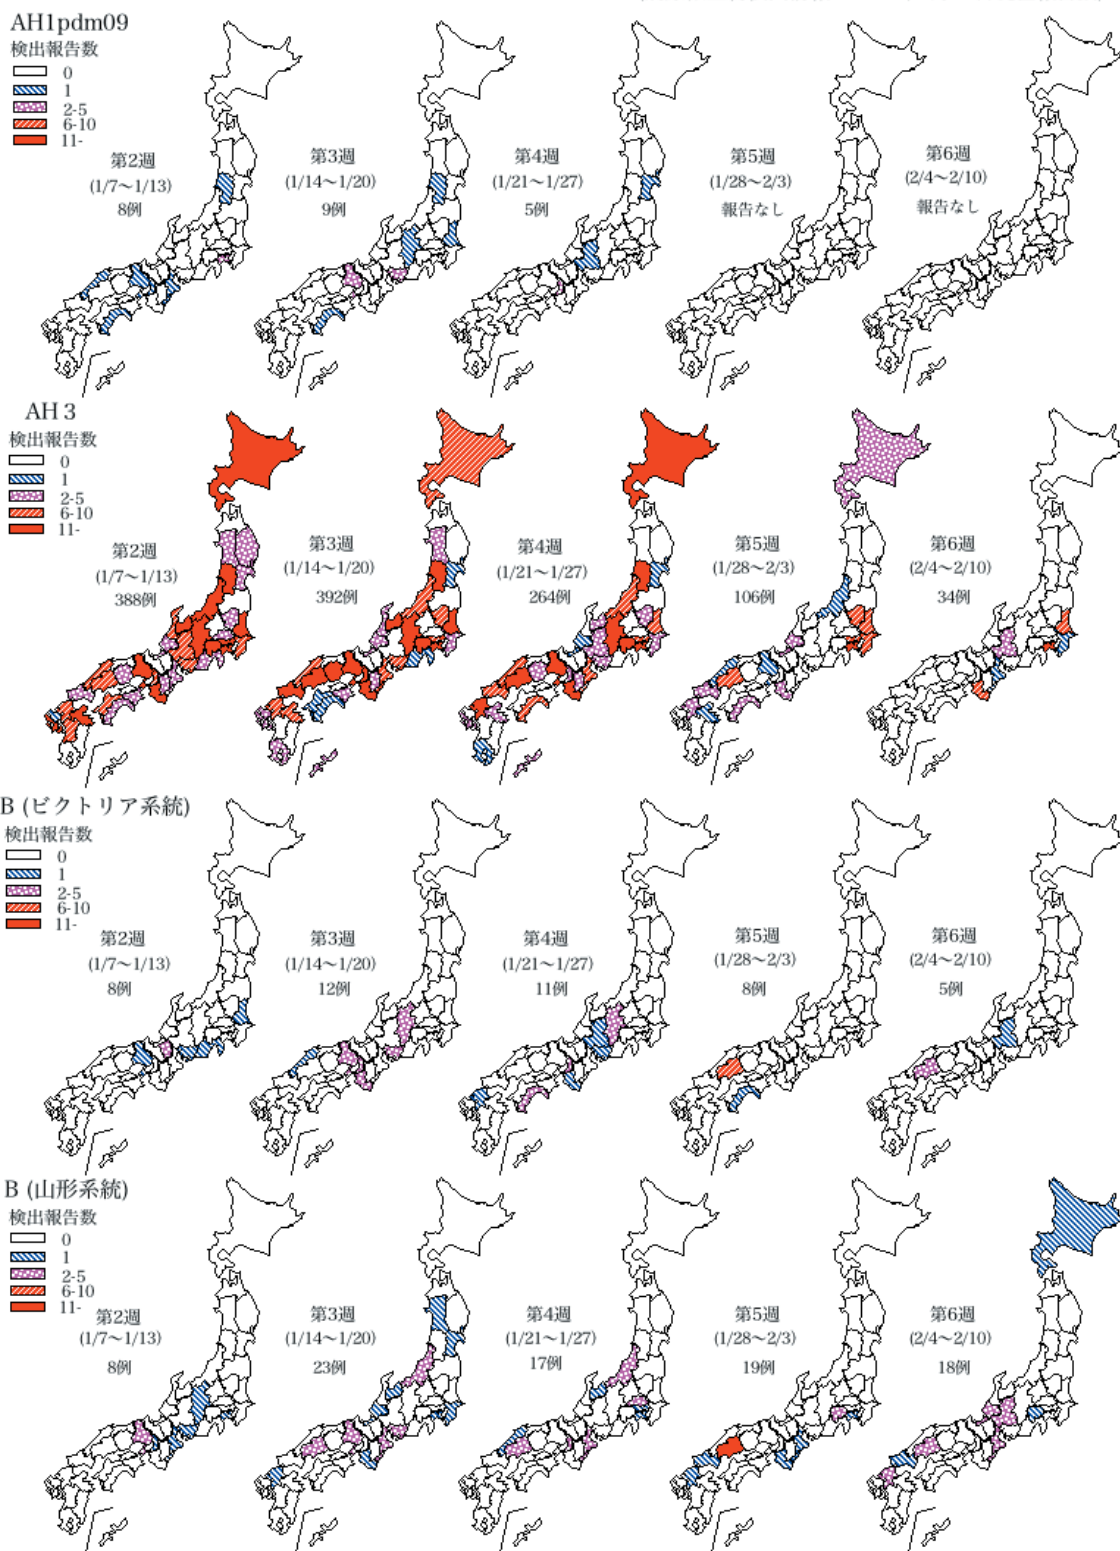 AH1pdm09
検出報告数
0
1
2-5
6-10
11-
第2週
(1/7～1/13)
8例
第3週
(1/14～1/20)
9例
第4週
(1/21～1/27)
5例
第5週
(1/28～2/3)
報告なし
第6週
(2/4～2/10)
報告なし
AH 3
検出報告数
0
1
2-5
6-10
11-
第2週
(1/7～1/13)
388例
第3週
(1/14～1/20)
392例
第4週
(1/21～1/27)
264例
第5週
(1/28～2/3)
106例
第6週
(2/4～2/10)
34例
B (ビクトリア系統)
検出報告数
0
1
2-5
6-10
11-
第2週
(1/7～1/13)
8例
第3週
(1/14～1/20)
12例
第4週
(1/21～1/27)
11例
第5週
(1/28～2/3)
8例
第6週
(2/4～2/10)
5例
B (山形系統)
検出報告数
0
1
2-5
6-10
11-
第2週
(1/7～1/13)
8例
第3週
(1/14～1/20)
23例
第4週
(1/21～1/27)
17例
第5週
(1/28～2/3)
19例
第6週
(2/4～2/10)
18例